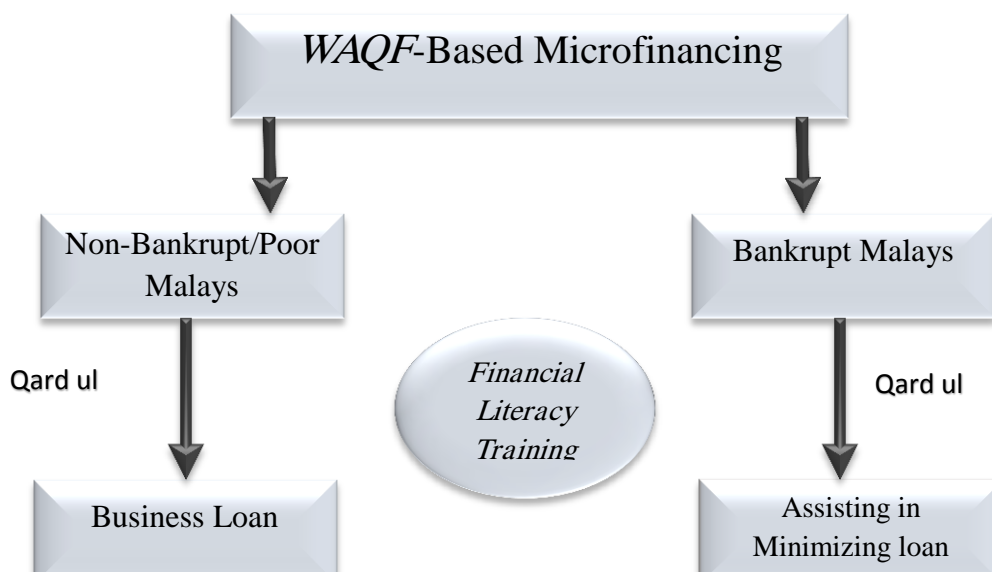 WAQF-Based Microfinancing
Non-Bankrupt/Poor
Malays
Bankrupt Malays
Qard ul
Financial
Literacy
Training
Qard ul
Business Loan
Assisting in
Minimizing loan